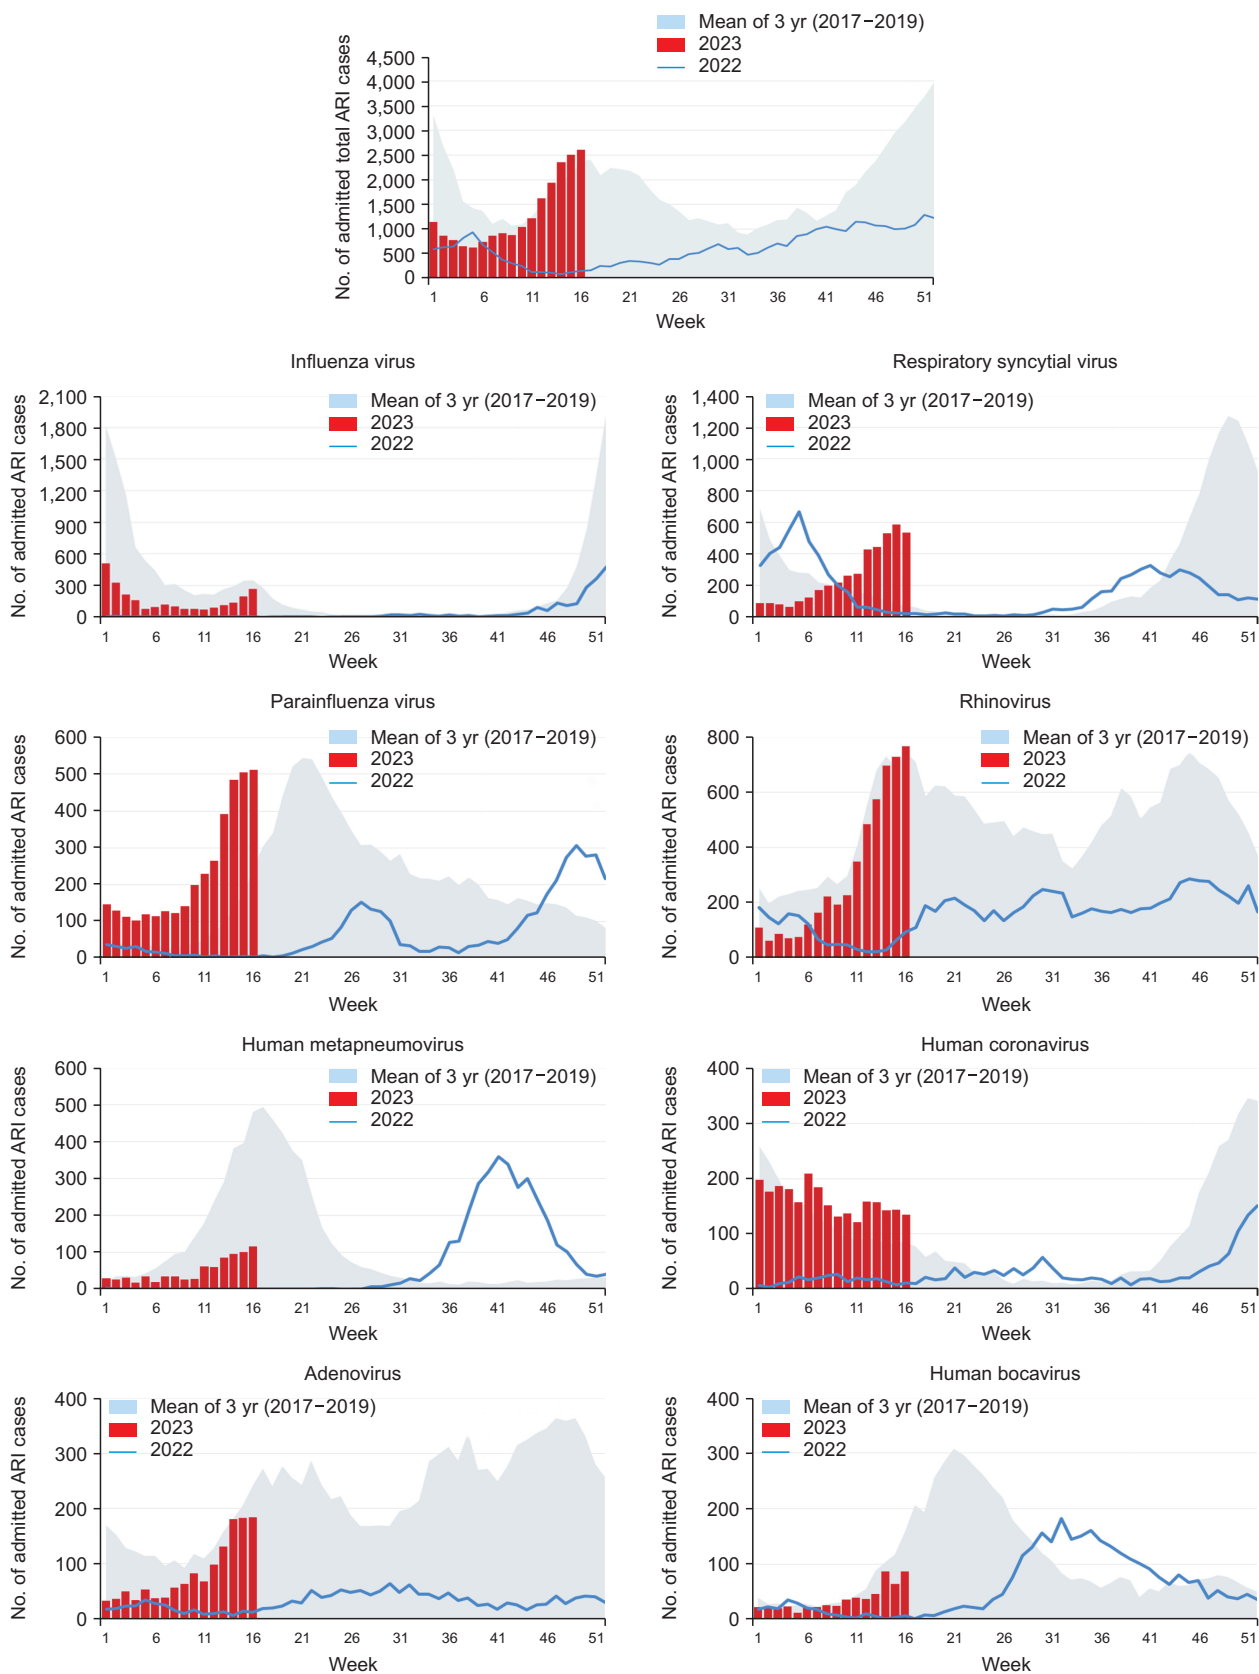 Mean of 3 yr (2017−2019)
2023
2022
No. of admitted total ARI cases
4,500
4,000
3,500
3,000
2,500
2,000
1,500
1,000
500
0
1 6 11 16 21 26 31 36 41 46 51
Week
Influenza virus
Mean of 3 yr (2017−2019)
2023
2022
No. of admitted ARI cases
2,100
1,800
1,500
1,200
900
600
300
0
1 6 11 16 21 26 31 36 41 46 51
Week
Respiratory syncytial virus
Mean of 3 yr (2017−2019)
2023
2022
No. of admitted ARI cases
1,400
1,200
1,000
800
600
400
200
0
1 6 11 16 21 26 31 36 41 46 51
Week
Parainfluenza virus
Mean of 3 yr (2017−2019)
2023
2022
No. of admitted ARI cases
600
500
400
300
200
100
0
1 6 11 16 21 26 31 36 41 46 51
Week
Rhinovirus
Mean of 3 yr (2017−2019)
2023
2022
No. of admitted ARI cases
800
600
400
200
0
1 6 11 16 21 26 31 36 41 46 51
Week
Human metapneumovirus
Mean of 3 yr (2017−2019)
2023
2022
No. of admitted ARI cases
600
500
400
300
200
100
0
1 6 11 16 21 26 31 36 41 46 51
Week
Human coronavirus
Mean of 3 yr (2017−2019)
2023
2022
No. of admitted ARI cases
400
300
200
100
0
1 6 11 16 21 26 31 36 41 46 51
Week
Adenovirus
Mean of 3 yr (2017−2019)
2023
2022
No. of admitted ARI cases
400
300
200
100
0
1 6 11 16 21 26 31 36 41 46 51
Week
Human bocavirus
Mean of 3 yr (2017−2019)
2023
2022
No. of admitted ARI cases
400
300
200
100
0
1 6 11 16 21 26 31 36 41 46 51
Week